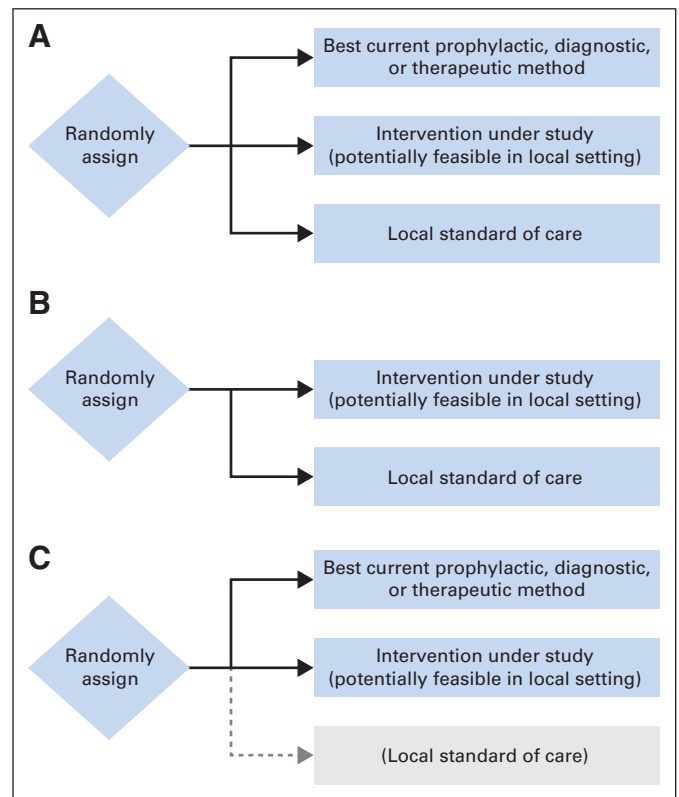 A
Randomly
assign
Best current prophylactic, diagnostic,
or therapeutic method
Intervention under study
(potentially feasible in local setting)
Local standard of care
B
Randomly
assign
Intervention under study
(potentially feasible in local setting)
Local standard of care
C
Randomly
assign
Best current prophylactic, diagnostic,
or therapeutic method
Intervention under study
(potentially feasible in local setting)
(Local standard of care)